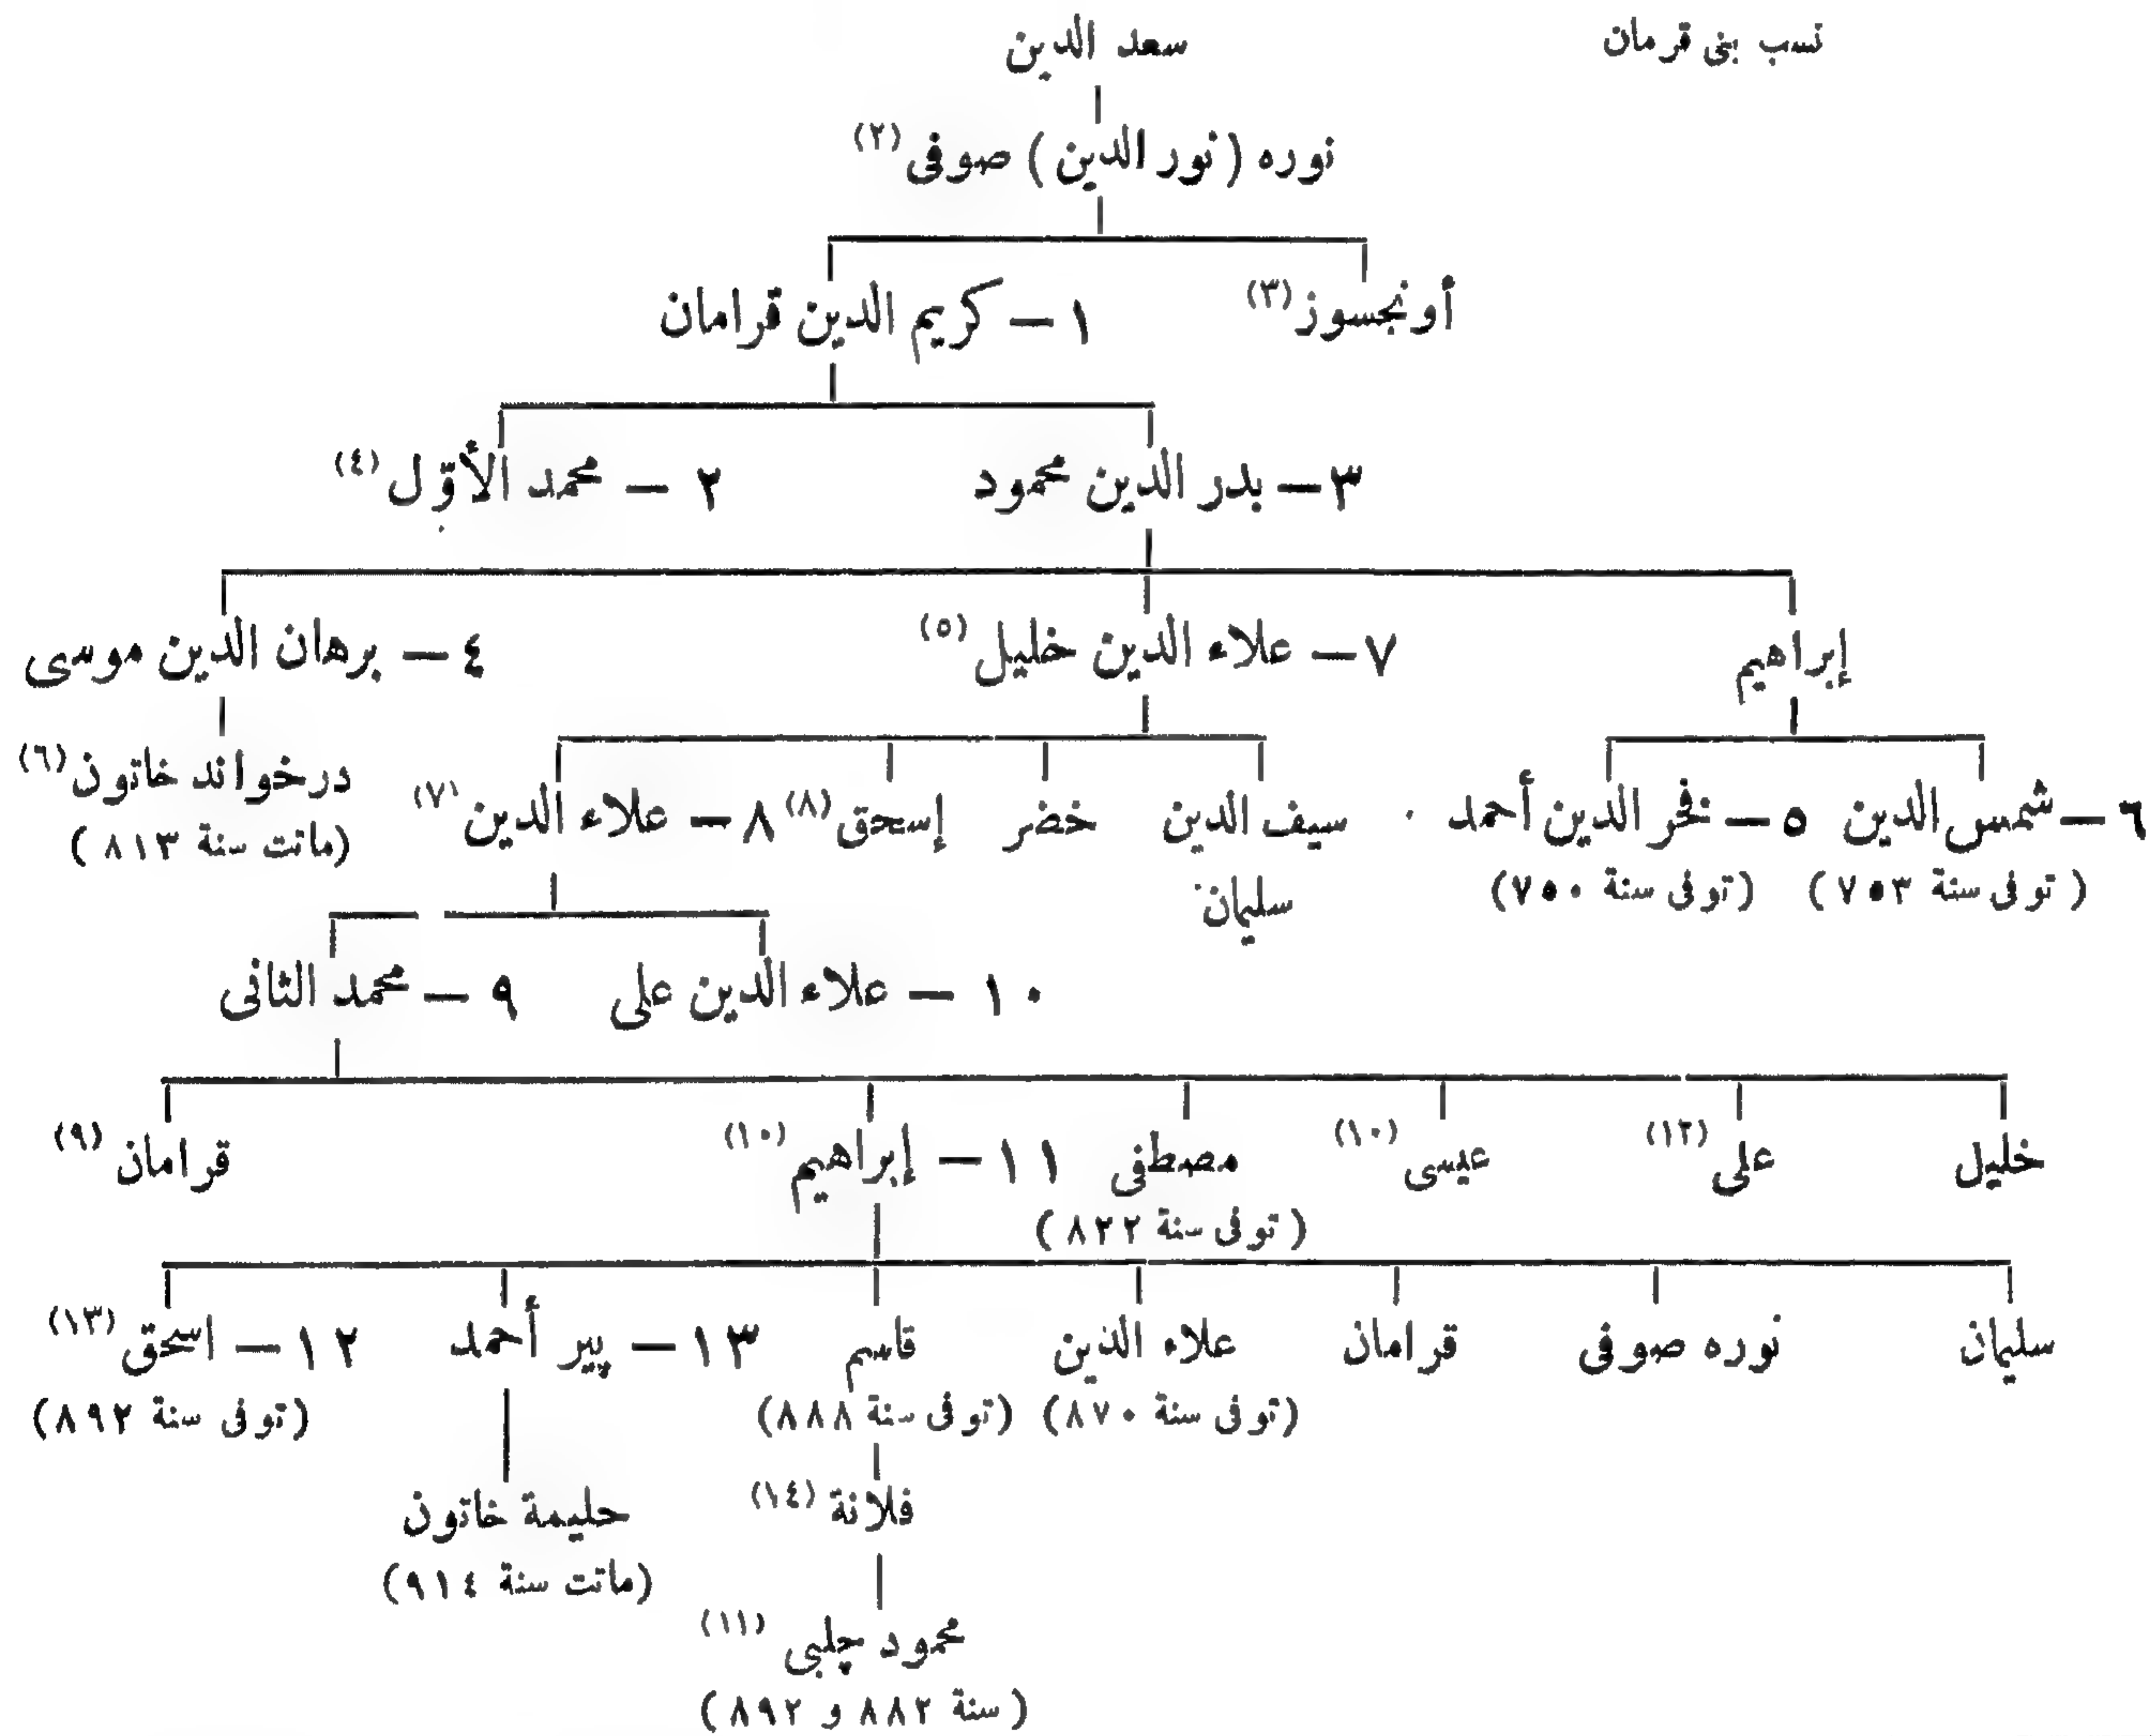 نسب بنى قرمان
سعد الدين
نوره (نور الدين) صوفى (٢)
أونجسوز (٣)
١ – كريم الدين قرامان
٣ – بدر الدين محمود
٢ – محمد الأوّل (٤)
إبراهيم
٧ – علاء الدين خليل (٥)
٤ – برهان الدين موسى
٦ – شمس الدين
(توفى سنة ٧٥٣)
٥ – فخر الدين أحمد
(توفى سنة ٧٥٠)
سيف الدين
سليمان
خضر
إسحق (٨)
٨ – علاء الدين (٧)
درخواند خاتون (٦)
(ماتت سنة ٨١٣)
١٠ – علاء الدين على
٩ – محمد الثانى
خليل
على (١٢)
عيسى (١٠)
مصطفى
(توفى سنة ٨٢٢)
١١ – إبراهيم (١٠)
قرامان (٩)
سليمان
نوره صوفى
قرامان
علاء الدين
(توفى سنة ٨٧٠)
قاسم
(توفى سنة ٨٨٨)
١٣ – پير أحمد
١٢ – اسحق (١٣)
(توفى سنة ٨٩٢)
فلانة (١٤)
حليمة خاتون
(ماتت سنة ٩١٤)
محمود چلبى (١١)
(سنة ٨٨٢ و ٨٩٢)